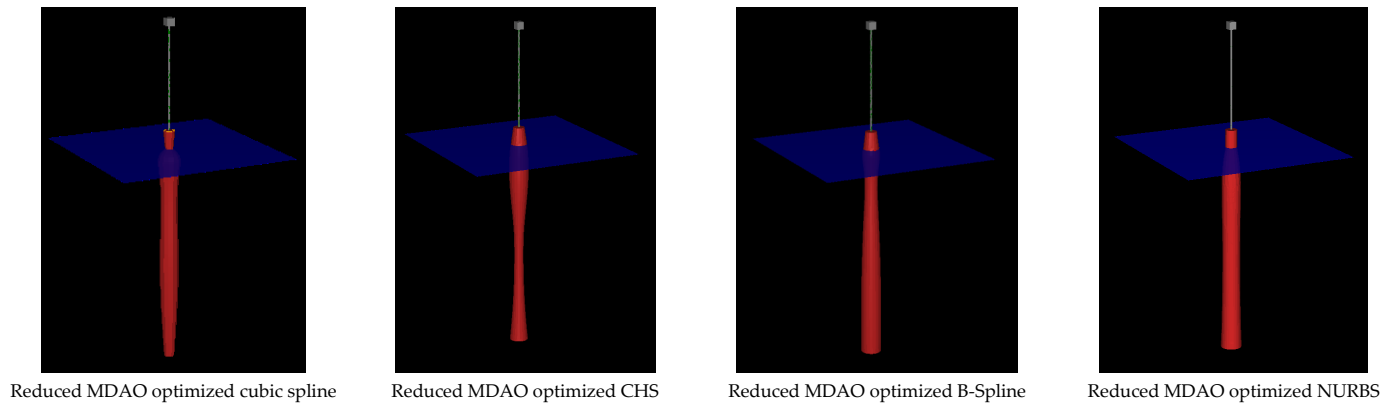 Reduced MDAO optimized cubic spline
Reduced MDAO optimized CHS
Reduced MDAO optimized B-Spline
Reduced MDAO optimized NURBS